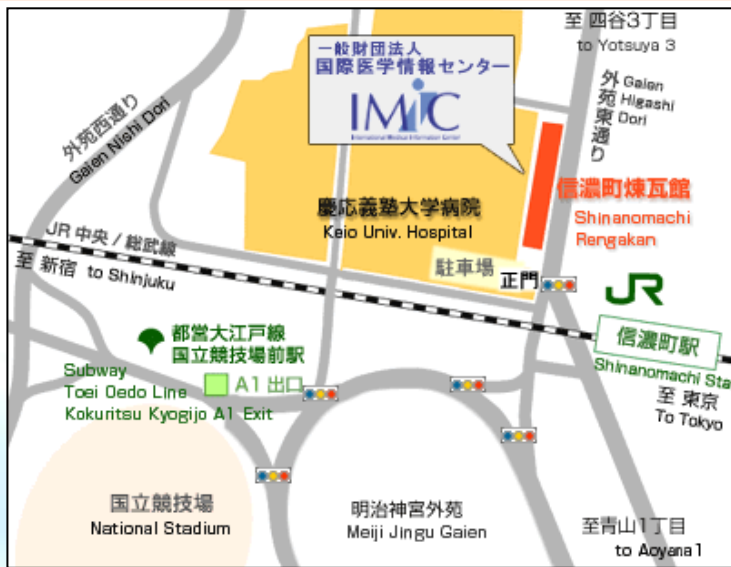 至 四谷3丁目
to Yotsuya 3
一般財団法人
国際医学情報センター
IMIC
International Medical Information Center
外苑東通り
Gaien
Higashi
Dori
外苑西通り
Gaien Nishi Dori
慶応義塾大学病院
Keio Univ. Hospital
信濃町煉瓦館
Shinanomachi
Rengakan
JR 中央 / 総武線
至 新宿 to Shinjuku
駐車場
正門
JR
信濃町駅
Shinanomachi Sta
至 東京
To Tokyo
都営大江戸線
国立競技場前駅
Subway
Toei Oedo Line
Kokuritsu Kyogijo A1 Exit
A1 出口
国立競技場
National Stadium
明治神宮外苑
Meiji Jingu Gaien
至青山1丁目
to Aoyana1